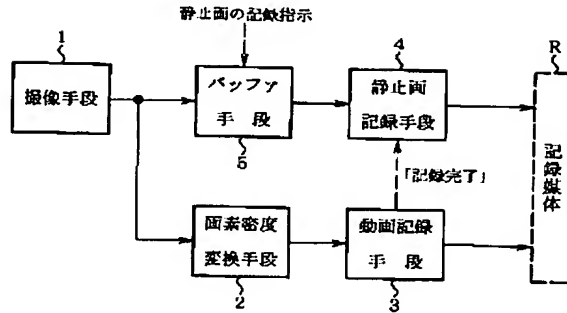 静止画の記録指示
1
撮像手段
バッファ
手 段
5
4
静止画
記録手段
R
記録媒体
「記録完了」
画素密度
変換手段
2
動画記録
手 段
3